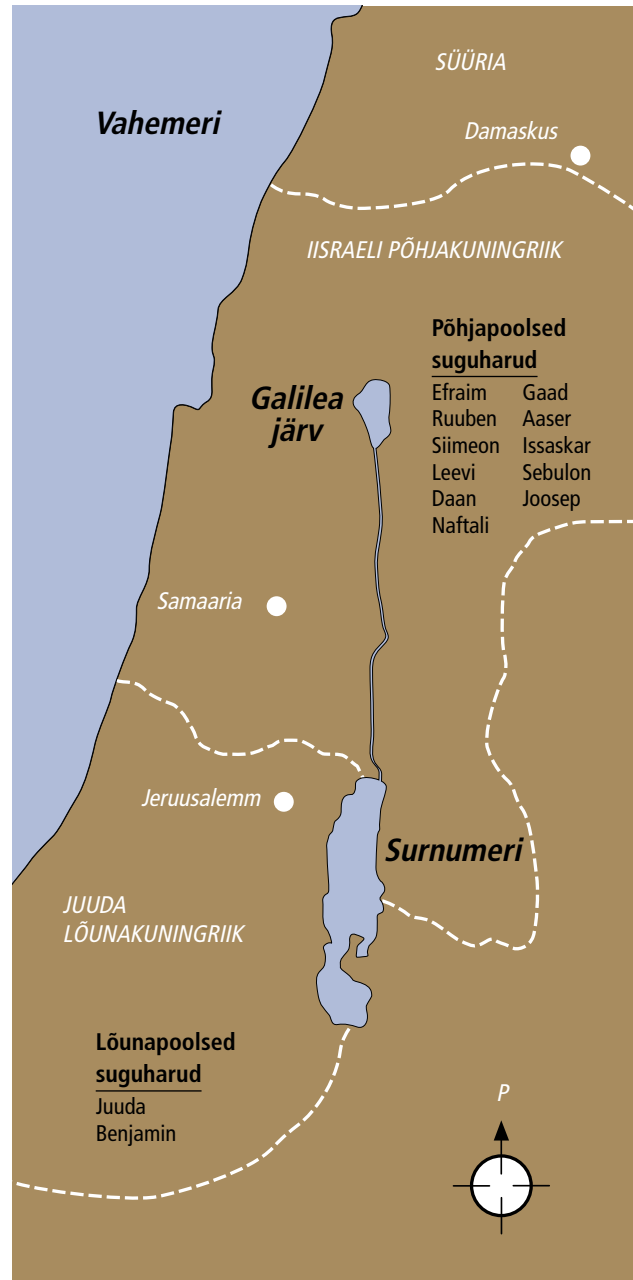 SÜÜRIA
Vahemeri
Damaskus
IISRAELI PÕHJAKUNINGRIIK
Põhjapoolsed
suguharud
Efraim Gaad
Ruuben Aaser
Siimeon Issaskar
Leevi Sebulon
Daan Joosep
Naftali
Galilea
järv
Samaaria
Jeruusalemm
Surnumeri
JUUDA
LÕUNAKUNINGRIIK
Lõunapoolsed
suguharud
Juuda
Benjamin
P